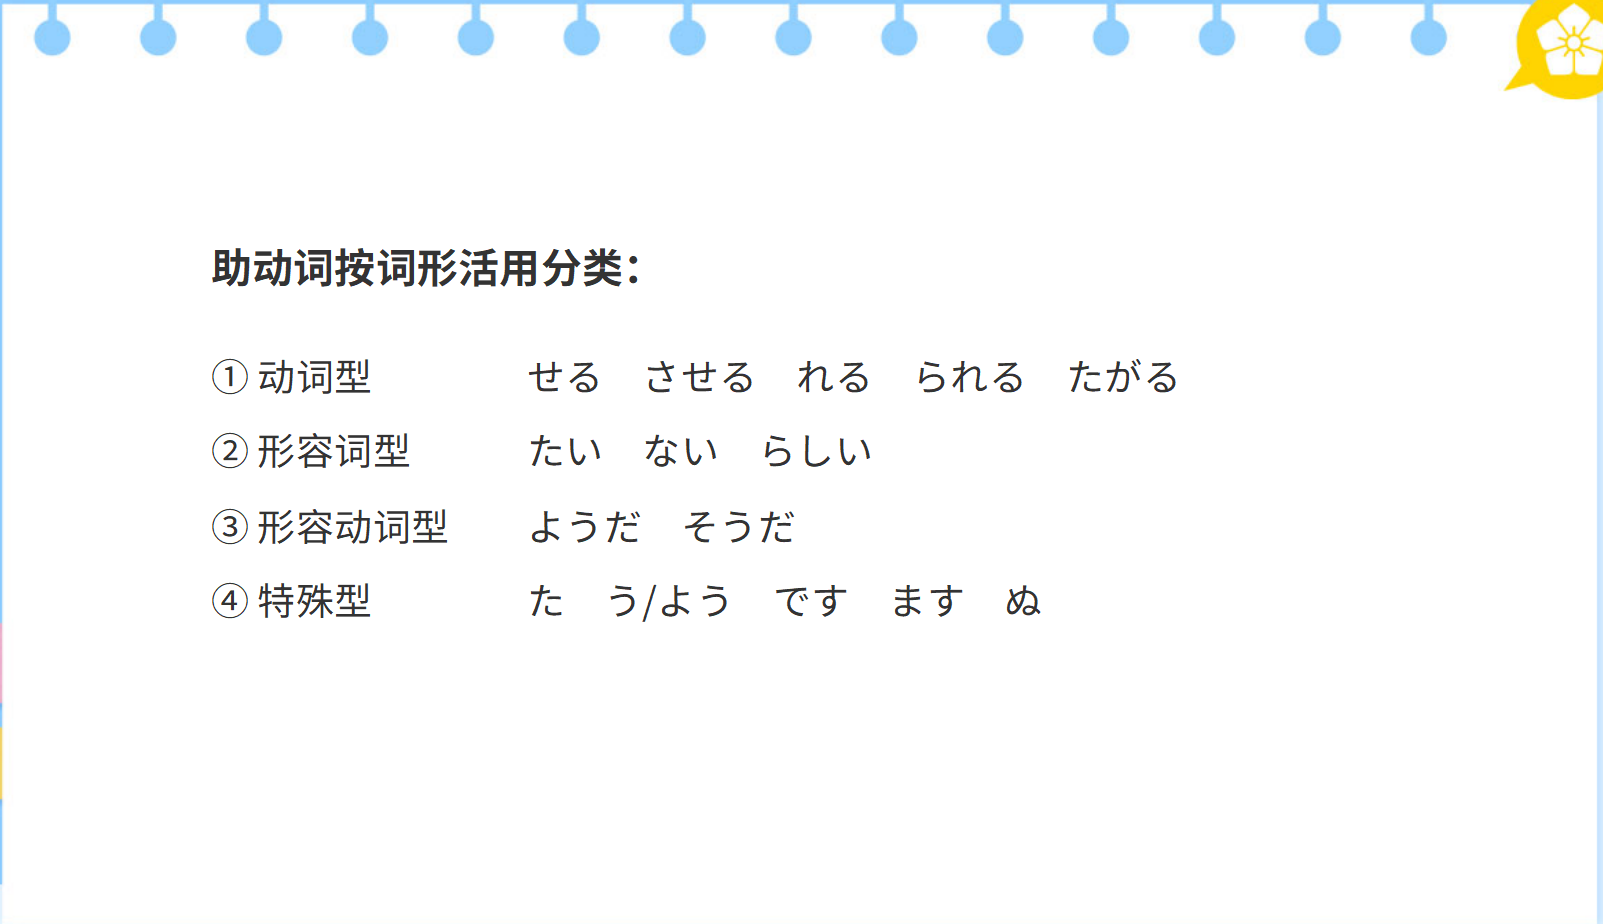 助动词按词形活用分类：
① 动词型 せる させる れる られる たがる
② 形容词型 たい ない らしい
③ 形容动词型 ようだ そうだ
④ 特殊型 た う/よう です ます ぬ